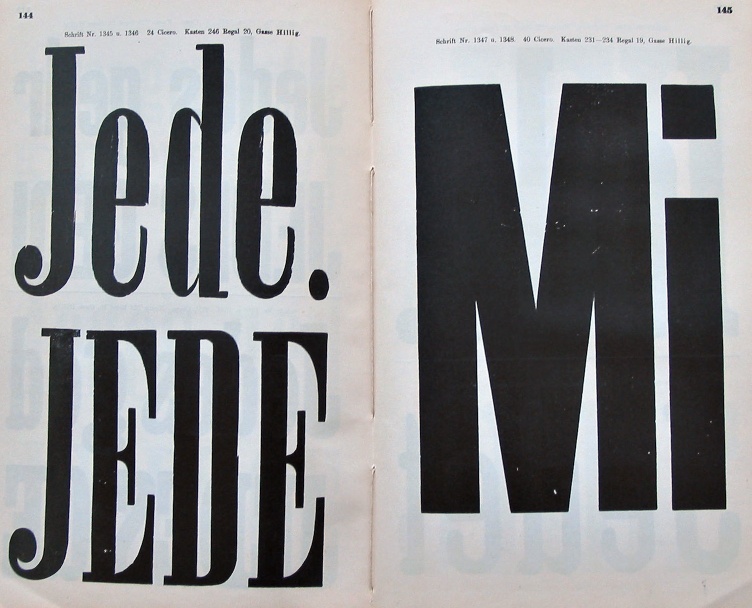 144
Schrift Nr. 1345 u. 1346 24 Cicero. Kasten 246 Regal 20, Gasse Hillig.
Jede.
JEDE
145
Schrift Nr. 1347 u. 1348. 40 Cicero. Kasten 231—234 Regal 19, Gasse Hillig.
Mi